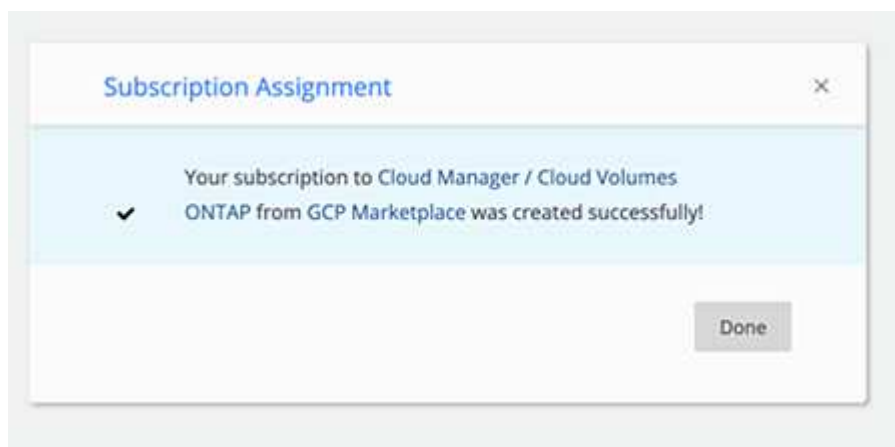 Subscription Assignment
Your subscription to Cloud Manager / Cloud Volumes
ONTAP from GCP Marketplace was created successfully!
Done